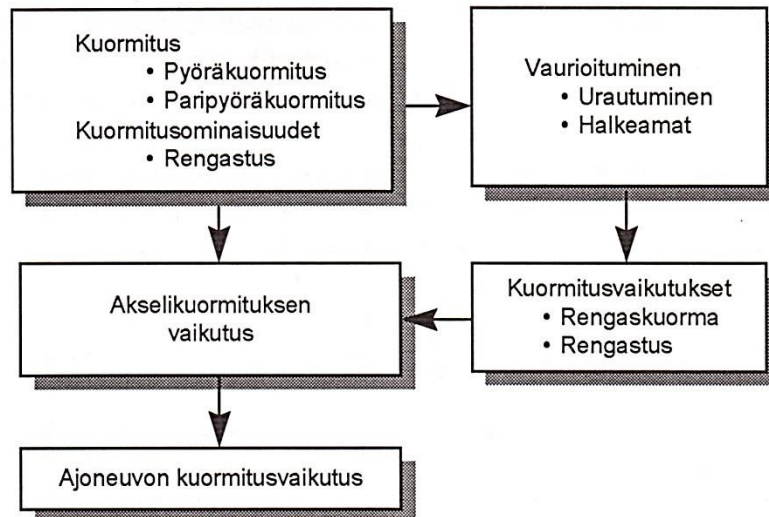 Kuormitus
• Pyöräkuormitus
• Paripyöräkuormitus
Kuormitusominaisuudet
• Rengastus
Vaurioituminen
• Urautuminen
• Halkeamat
Akselikuormituksen
vaikutus
Kuormitusvaikutukset
• Rengaskuorma
• Rengastus
Ajoneuvon kuormitusvaikutus